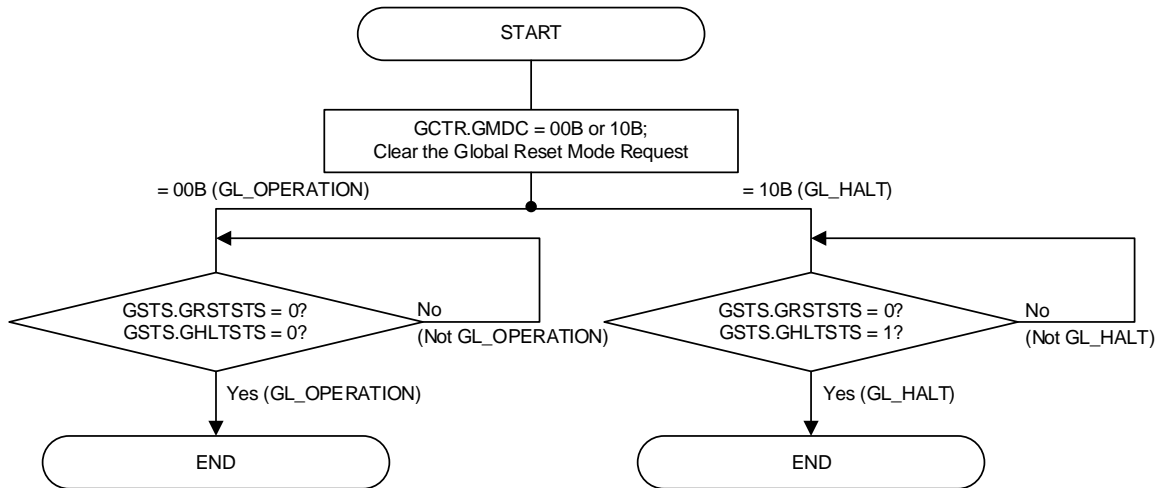 START
GCTR.GMDC = 00B or 10B;
Clear the Global Reset Mode Request
= 00B (GL_OPERATION)
= 10B (GL_HALT)
GSTS.GRSTSTS = 0?
GSTS.GHLTSTS = 0?
No
(Not GL_OPERATION)
GSTS.GRSTSTS = 0?
GSTS.GHLTSTS = 1?
No
(Not GL_HALT)
Yes (GL_OPERATION)
Yes (GL_HALT)
END
END